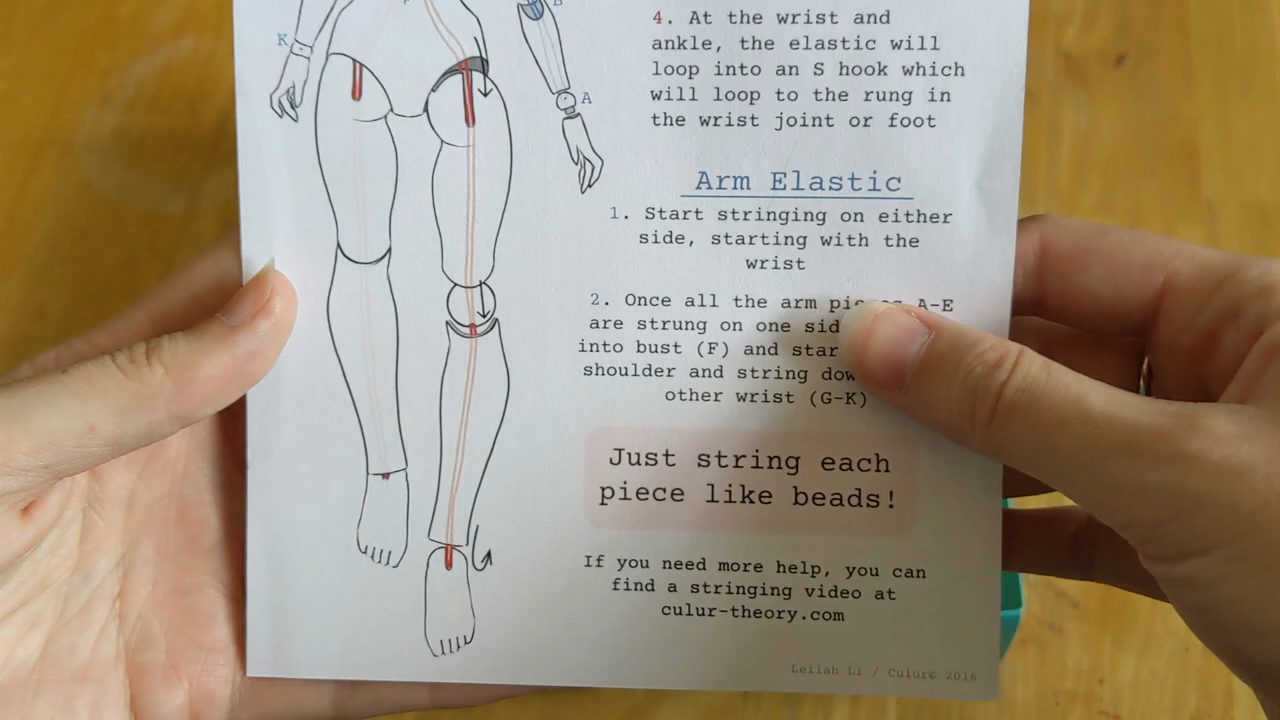 K
A
4. At the wrist and
ankle, the elastic will
loop into an S hook which
will loop to the rung in
the wrist joint or foot
Arm Elastic
1. Start stringing on either
side, starting with the
wrist
2. Once all the arm A-E
are strung on one
into bust (F) and
shoulder and string
other wrist (G-K)
Just string each
piece like beads!
If you need more help, you can
find a stringing video at
culur-theory.com
Leilah Li / Culur© 2018